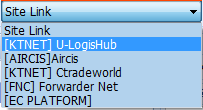 Site Link
Site Link
[KTNET] U-LogisHub
[AIRCIS]Aircis
[KTNET] Ctradeworld
[FNC] Forwarder Net
[EC PLATFORM]